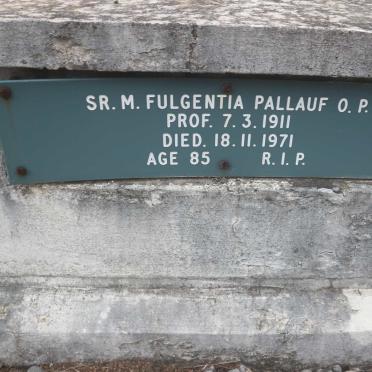 SR. M. FULGENTIA PALLAUF O. P.
PROF. 7. 3. 1911
DIED. 18. 11. 1971
AGE 85 R. I. P.